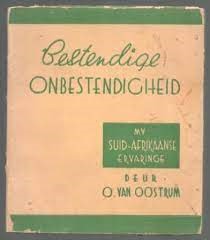 Bestendige
ONBESTENDIGHEID
MY
SUID-AFRIKAANSE
ERVARINGE
DEUR
O. VAN OOSTRUM